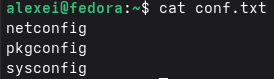 alexei@fedora:~$ cat conf.txt
netconfig
pkgconfig
sysconfig